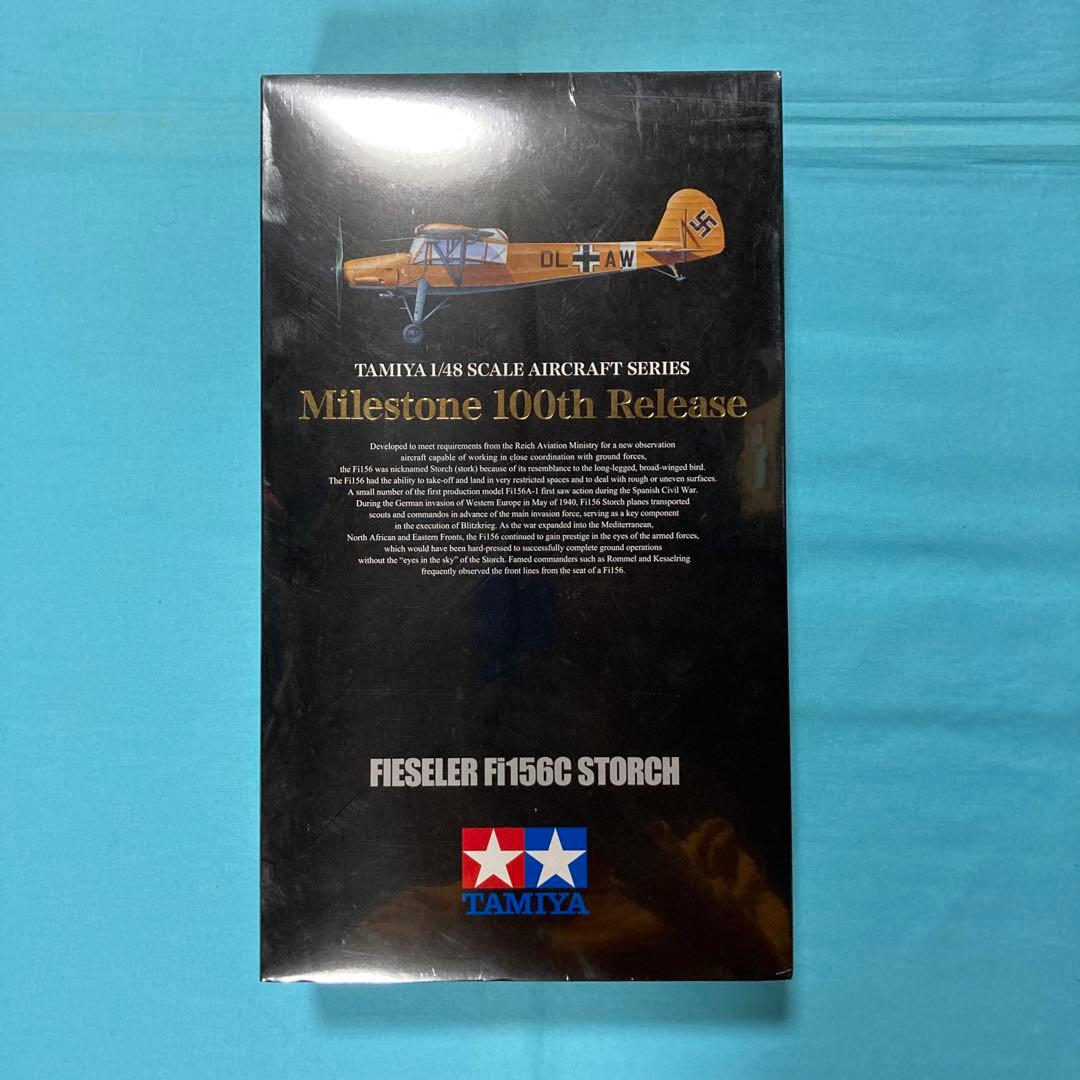 DL AW
TAMIYA 1/48 SCALE AIRCRAFT SERIES
Milestone 100th Release
Developed to meet requirements from the Reich Aviation Ministry for a new observation
aircraft capable of working in close coordination with ground forces,
the Fi156 was nicknamed Storch (stork) because of its resemblance to the long-legged, broad-winged bird.
The Fi156 had the ability to take-off and land in very restricted spaces and to deal with rough or uneven surfaces.
A small number of the first production model Fi156A-1 first saw action during the Spanish Civil War.
During the German invasion of Western Europe in May of 1940, Fi156 Storch planes transported
scouts and commandos in advance of the main invasion force, serving as a key component
in the execution of Blitzkrieg. As the war expanded into the Mediterranean,
North African and Eastern Fronts, the Fi156 continued to gain prestige in the eyes of the armed forces,
which would have been hard-pressed to successfully complete ground operations
without the “eyes in the sky” of the Storch. Famed commanders such as Rommel and Kesselring
frequently observed the front lines from the seat of a Fi156.
FIESELER Fi156C STORCH
TAMIYA